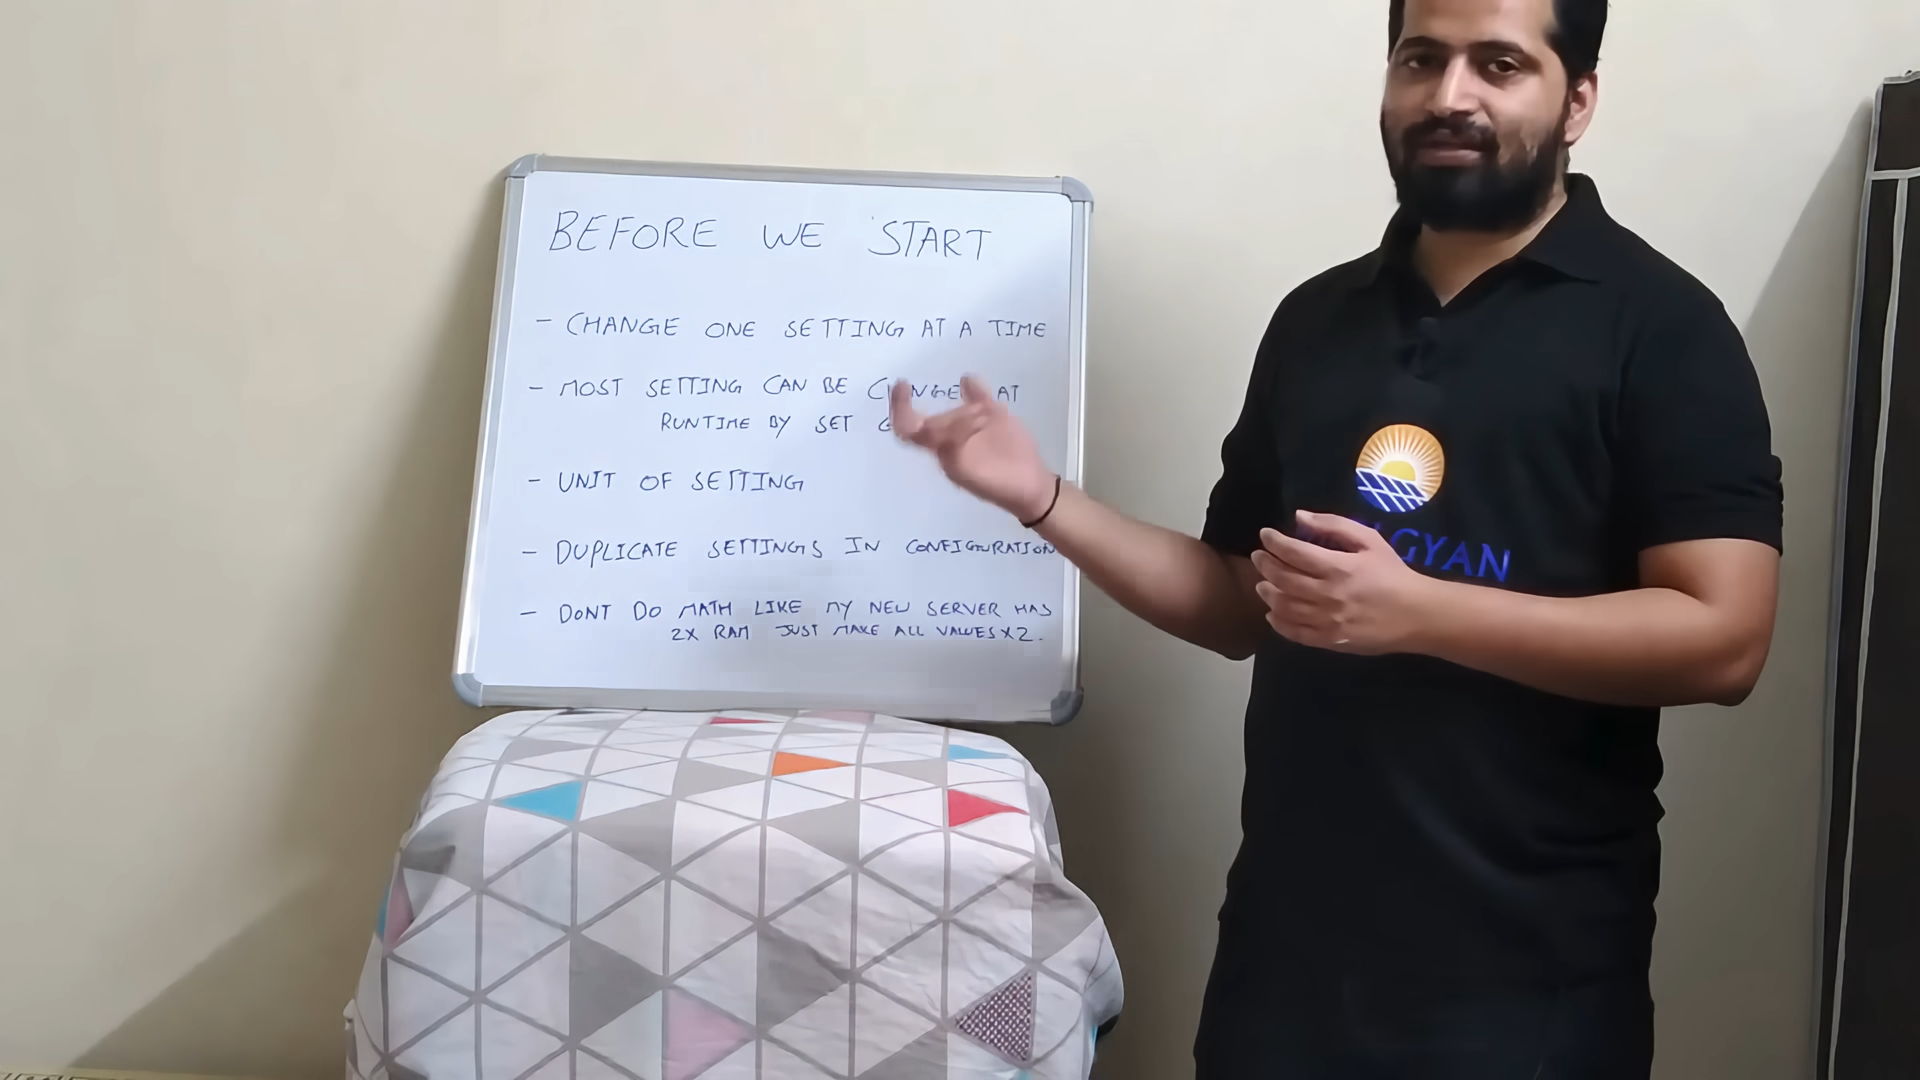 BEFORE WE START
- CHANGE ONE SETTING AT A TIME
- MOST SETTING CAN BE AT
RUNTIME BY SET
- UNIT OF SETTING
- DUPLICATE SETTINGS IN CONFIGURATION
- DONT DO MATH LIKE MY NEW SERVER HAS
2X RAM JUST MAKE ALL VALUES X2.
GYAN